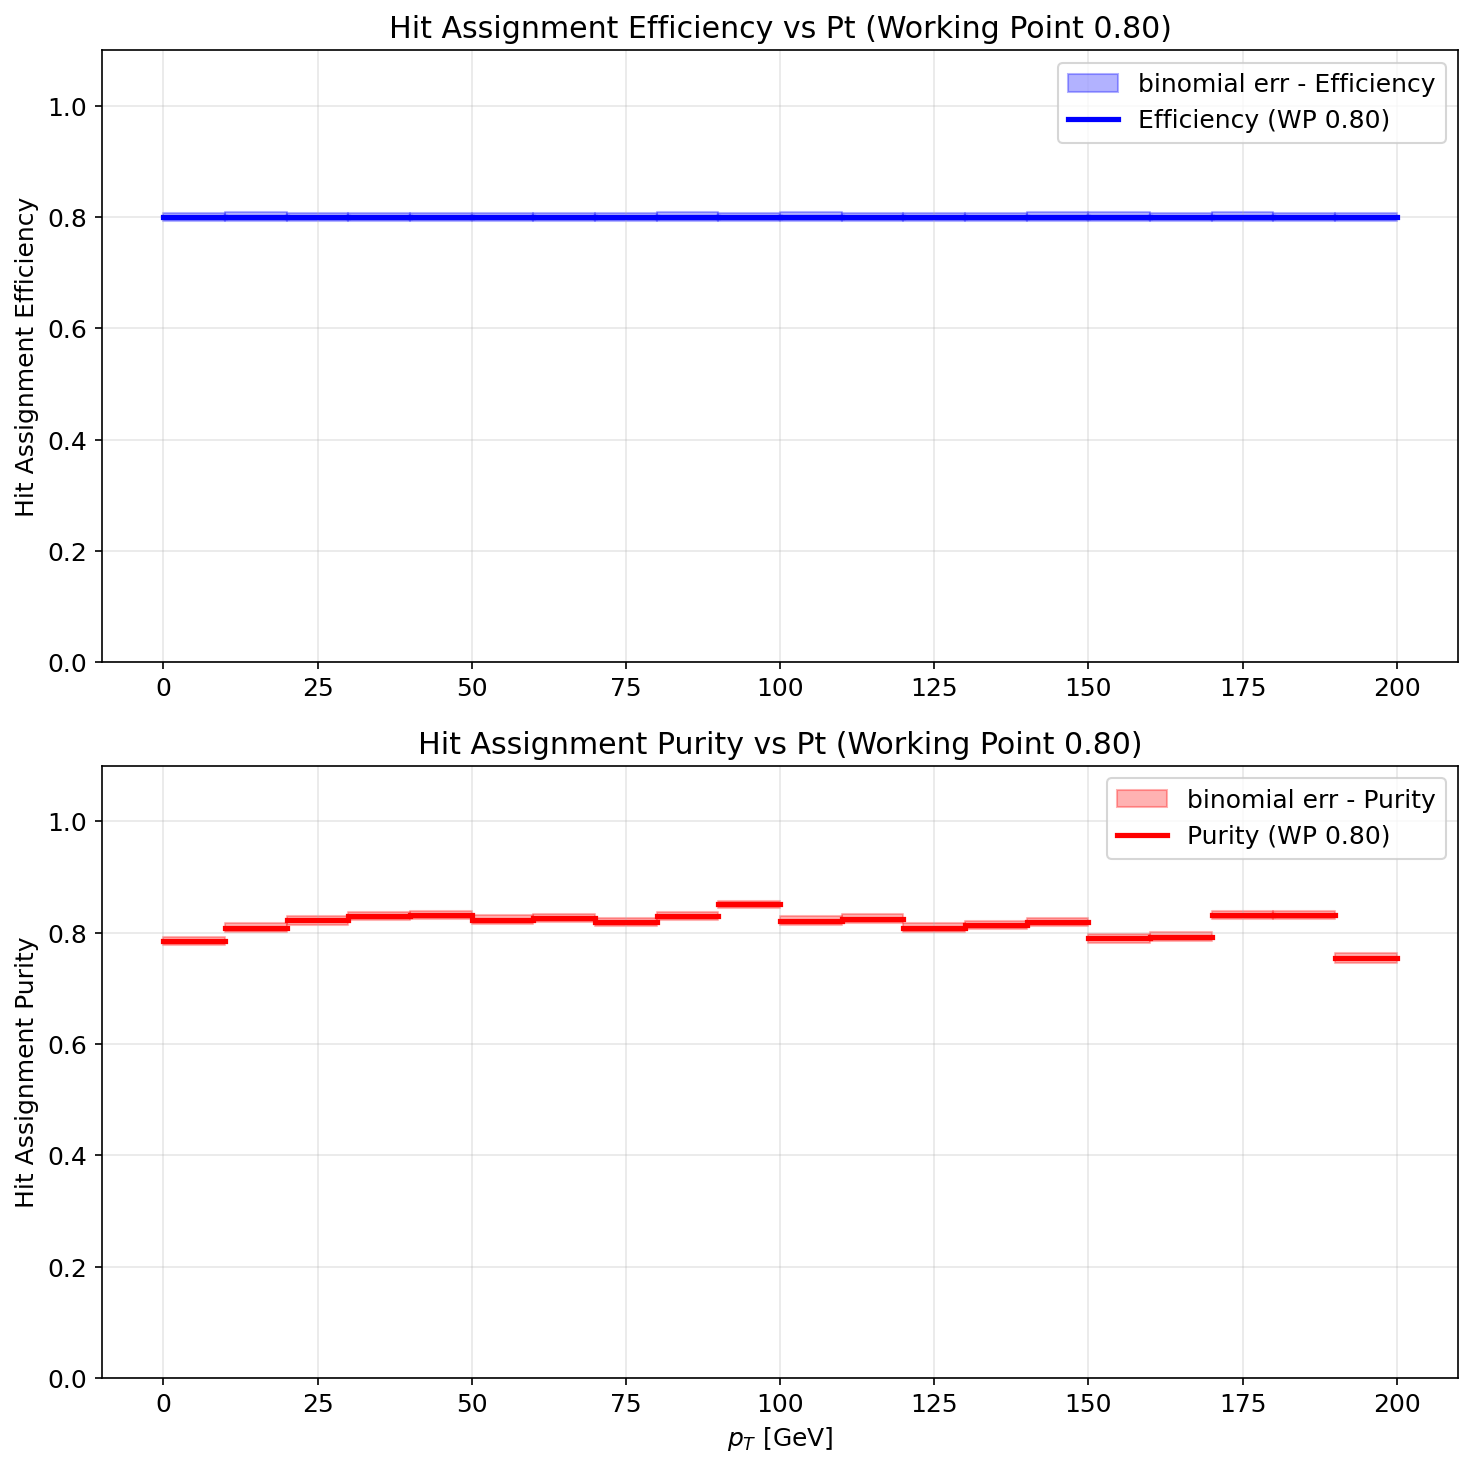 Hit Assignment Efficiency vs Pt (Working Point 0.80)
binomial err - Efficiency
Efficiency (WP 0.80)
Hit Assignment Efficiency
1.0
0.8
0.6
0.4
0.2
0.0
0 25 50 75 100 125 150 175 200
Hit Assignment Purity vs Pt (Working Point 0.80)
binomial err - Purity
Purity (WP 0.80)
Hit Assignment Purity
1.0
0.8
0.6
0.4
0.2
0.0
0 25 50 75 100 125 150 175 200
p_T [GeV]